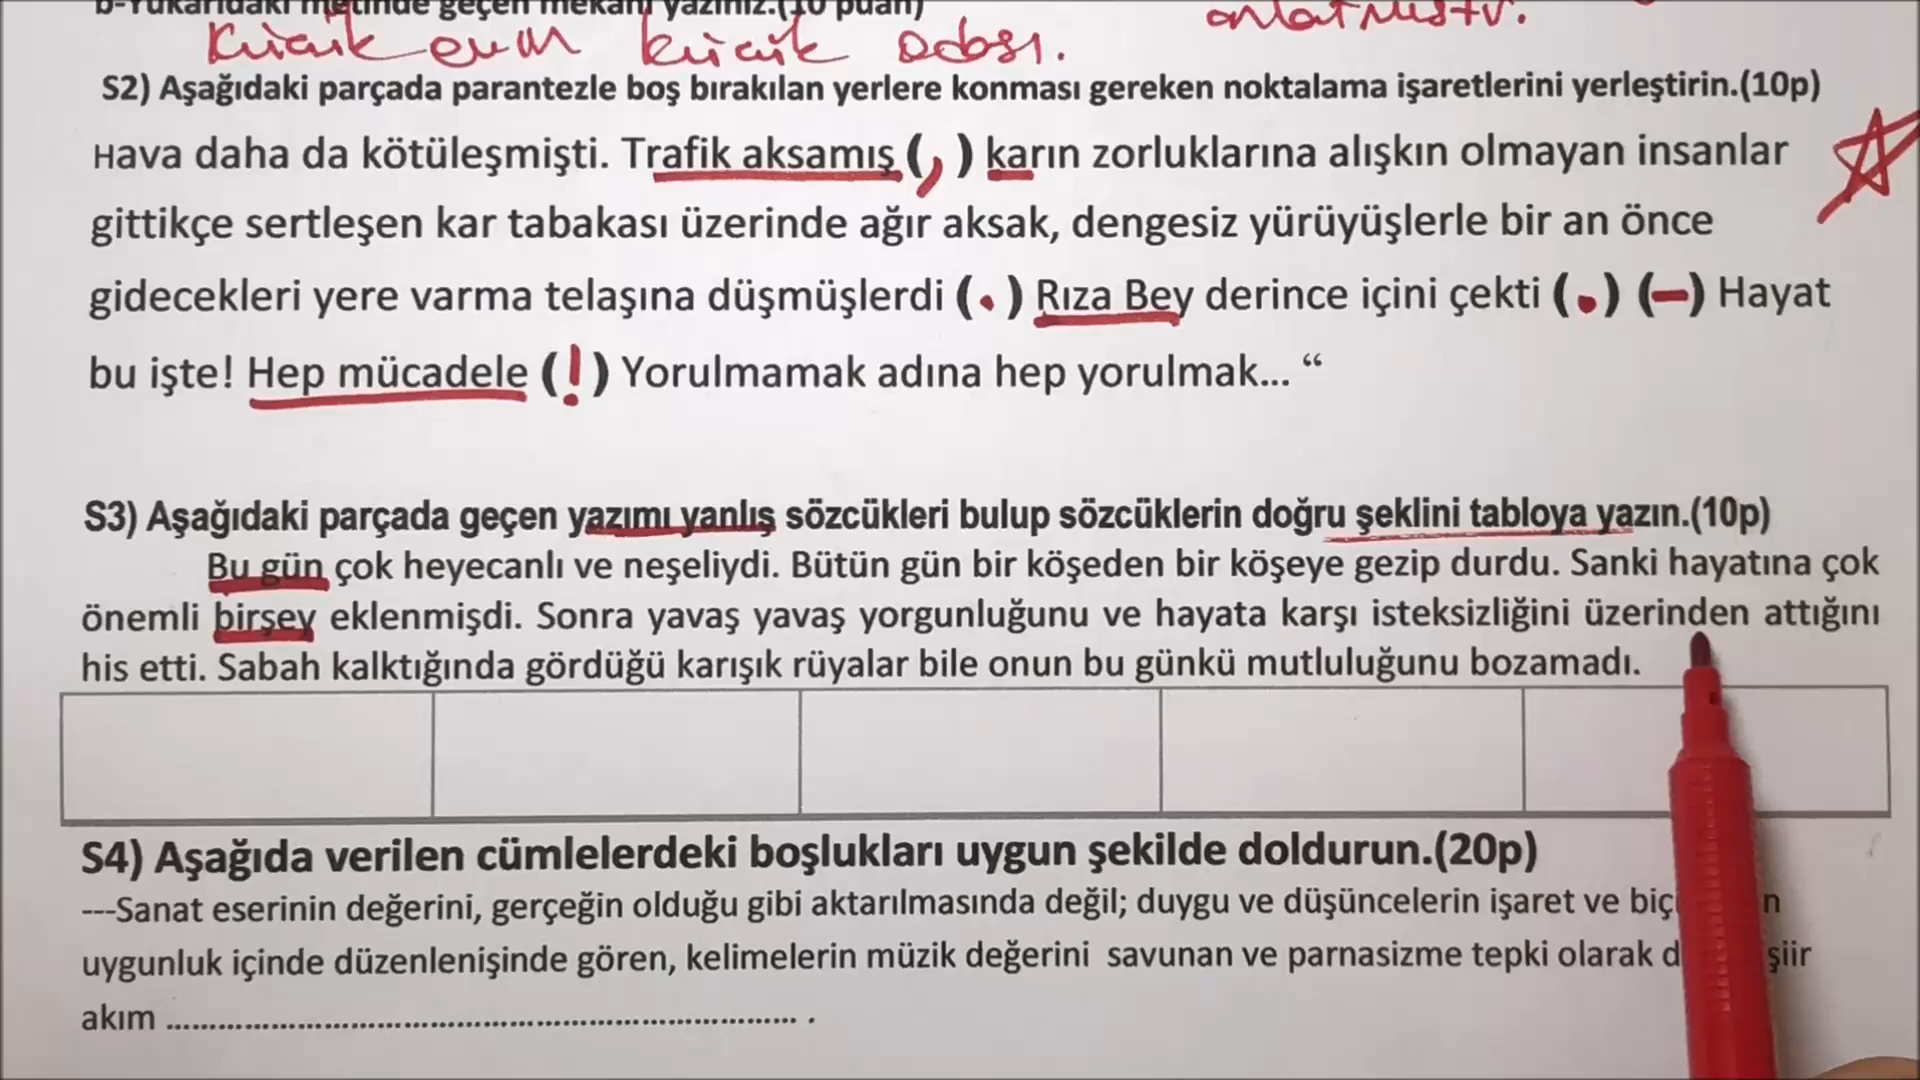 b-Yukarıdaki metinde geçen mekanı yazınız.(10 puan)
anlatmıştır.
Küçük evin küçük odası.
S2) Aşağıdaki parçada parantezle boş bırakılan yerlere konması gereken noktalama işaretlerini yerleştirin.(10p)
Hava daha da kötüleşmişti. Trafik aksamış (,) karın zorluklarına alışkın olmayan insanlar
gittikçe sertleşen kar tabakası üzerinde ağır aksak, dengesiz yürüyüşlerle bir an önce
gidecekleri yere varma telaşına düşmüşlerdi (.) Rıza Bey derince içini çekti (.) (–) Hayat
bu işte! Hep mücadele (!) Yorulmamak adına hep yorulmak... “
S3) Aşağıdaki parçada geçen yazımı yanlış sözcükleri bulup sözcüklerin doğru şeklini tabloya yazın.(10p)
Bu gün çok heyecanlı ve neşeliydi. Bütün gün bir köşeden bir köşeye gezip durdu. Sanki hayatına çok
önemli birşey eklenmişdi. Sonra yavaş yavaş yorgunluğunu ve hayata karşı isteksizliğini üzerinden attığını
his etti. Sabah kalktığında gördüğü karışık rüyalar bile onun bu günkü mutluluğunu bozamadı.
S4) Aşağıda verilen cümlelerdeki boşlukları uygun şekilde doldurun.(20p)
---Sanat eserinin değerini, gerçeğin olduğu gibi aktarılmasında değil; duygu ve düşüncelerin işaret ve
uygunluk içinde düzenlenişinde gören, kelimelerin müzik değerini savunan ve parnasizme tepki olarak şiir
akım ........................................................................ .